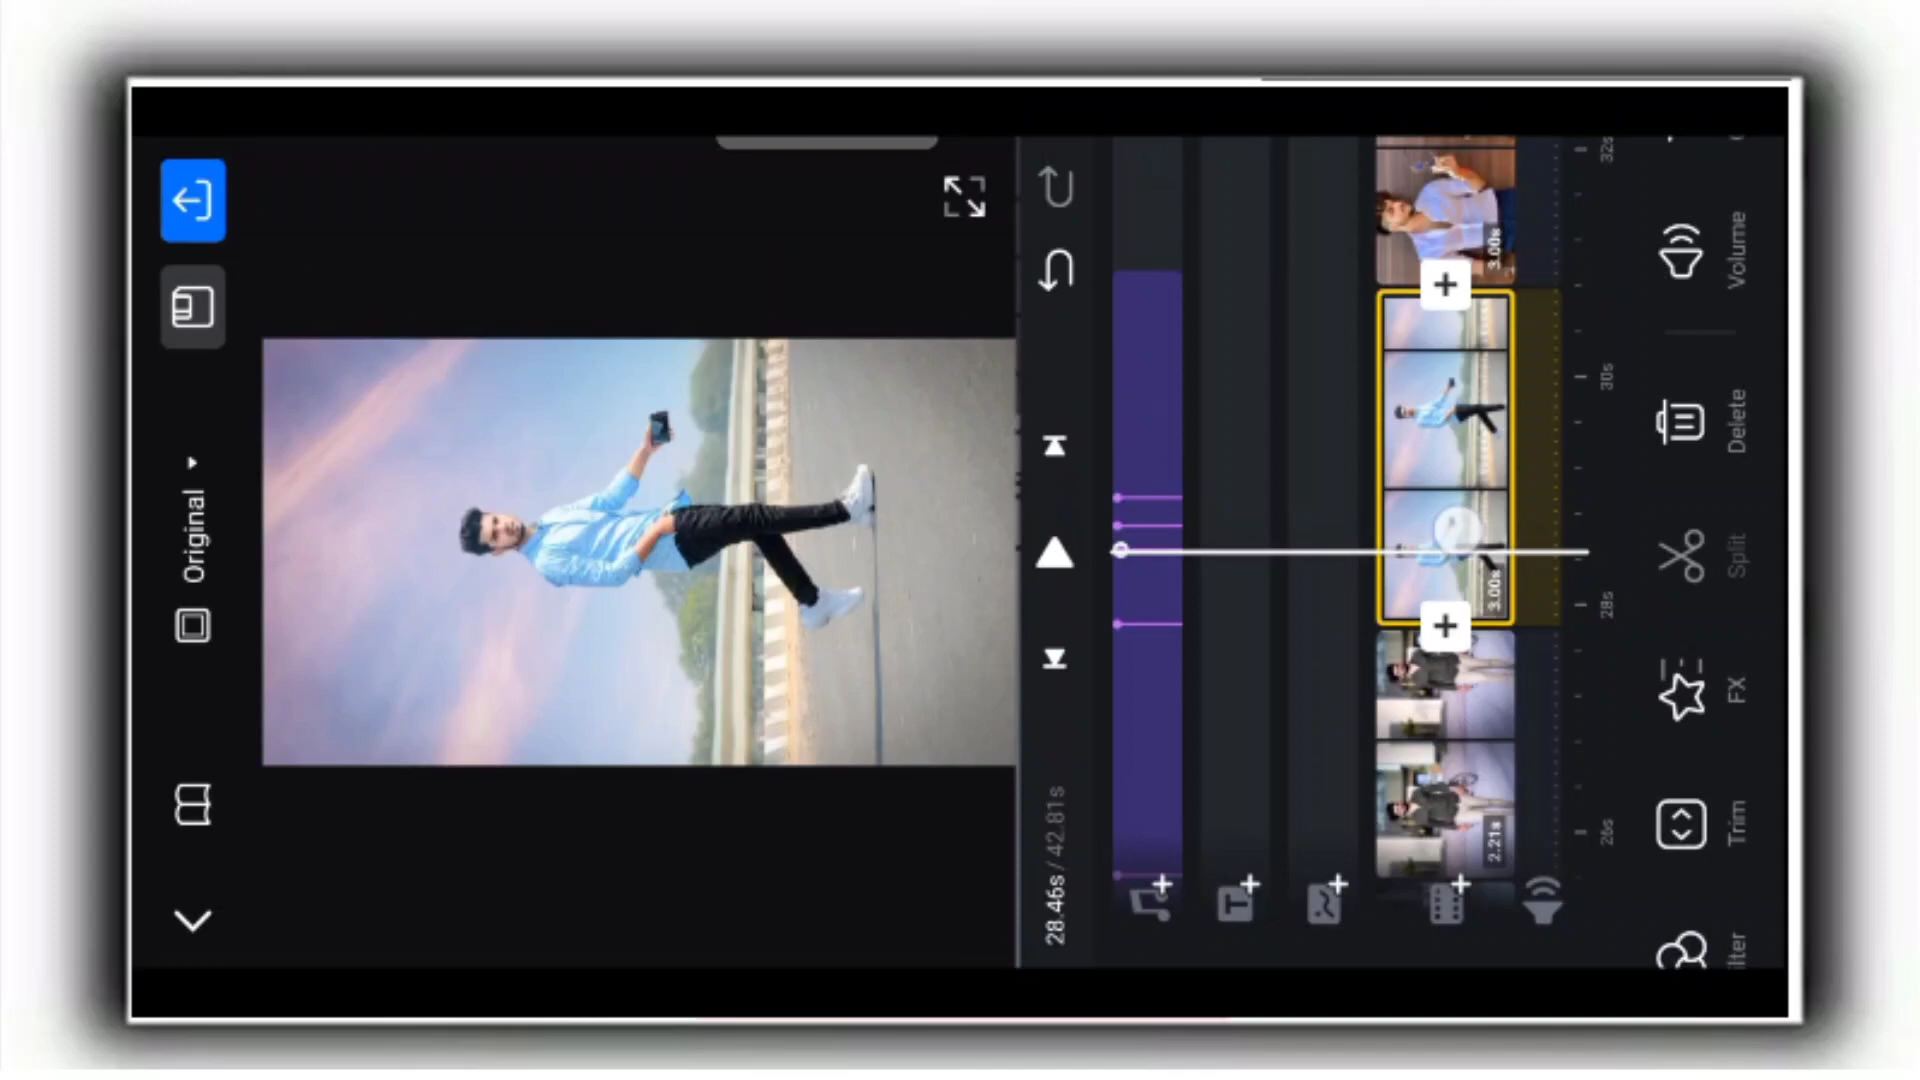 Original
28.46s / 42.81s
3.00s
3.00s
2.21s
26s
28s
30s
32s
T
Trim
FX
Split
Delete
Volume